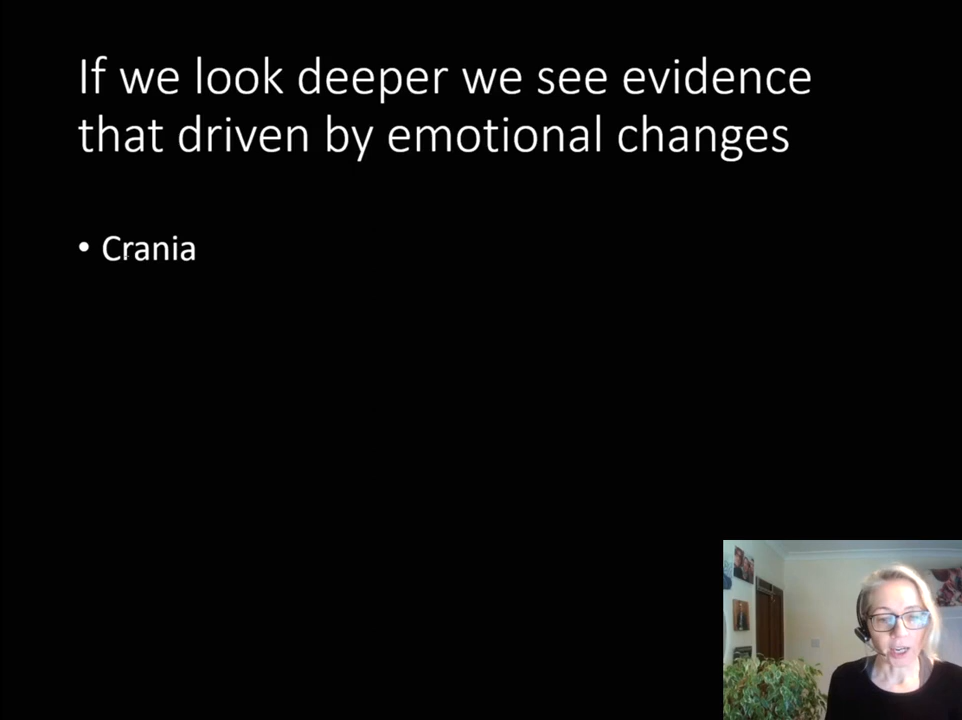 If we look deeper we see evidence
that driven by emotional changes
• Crania